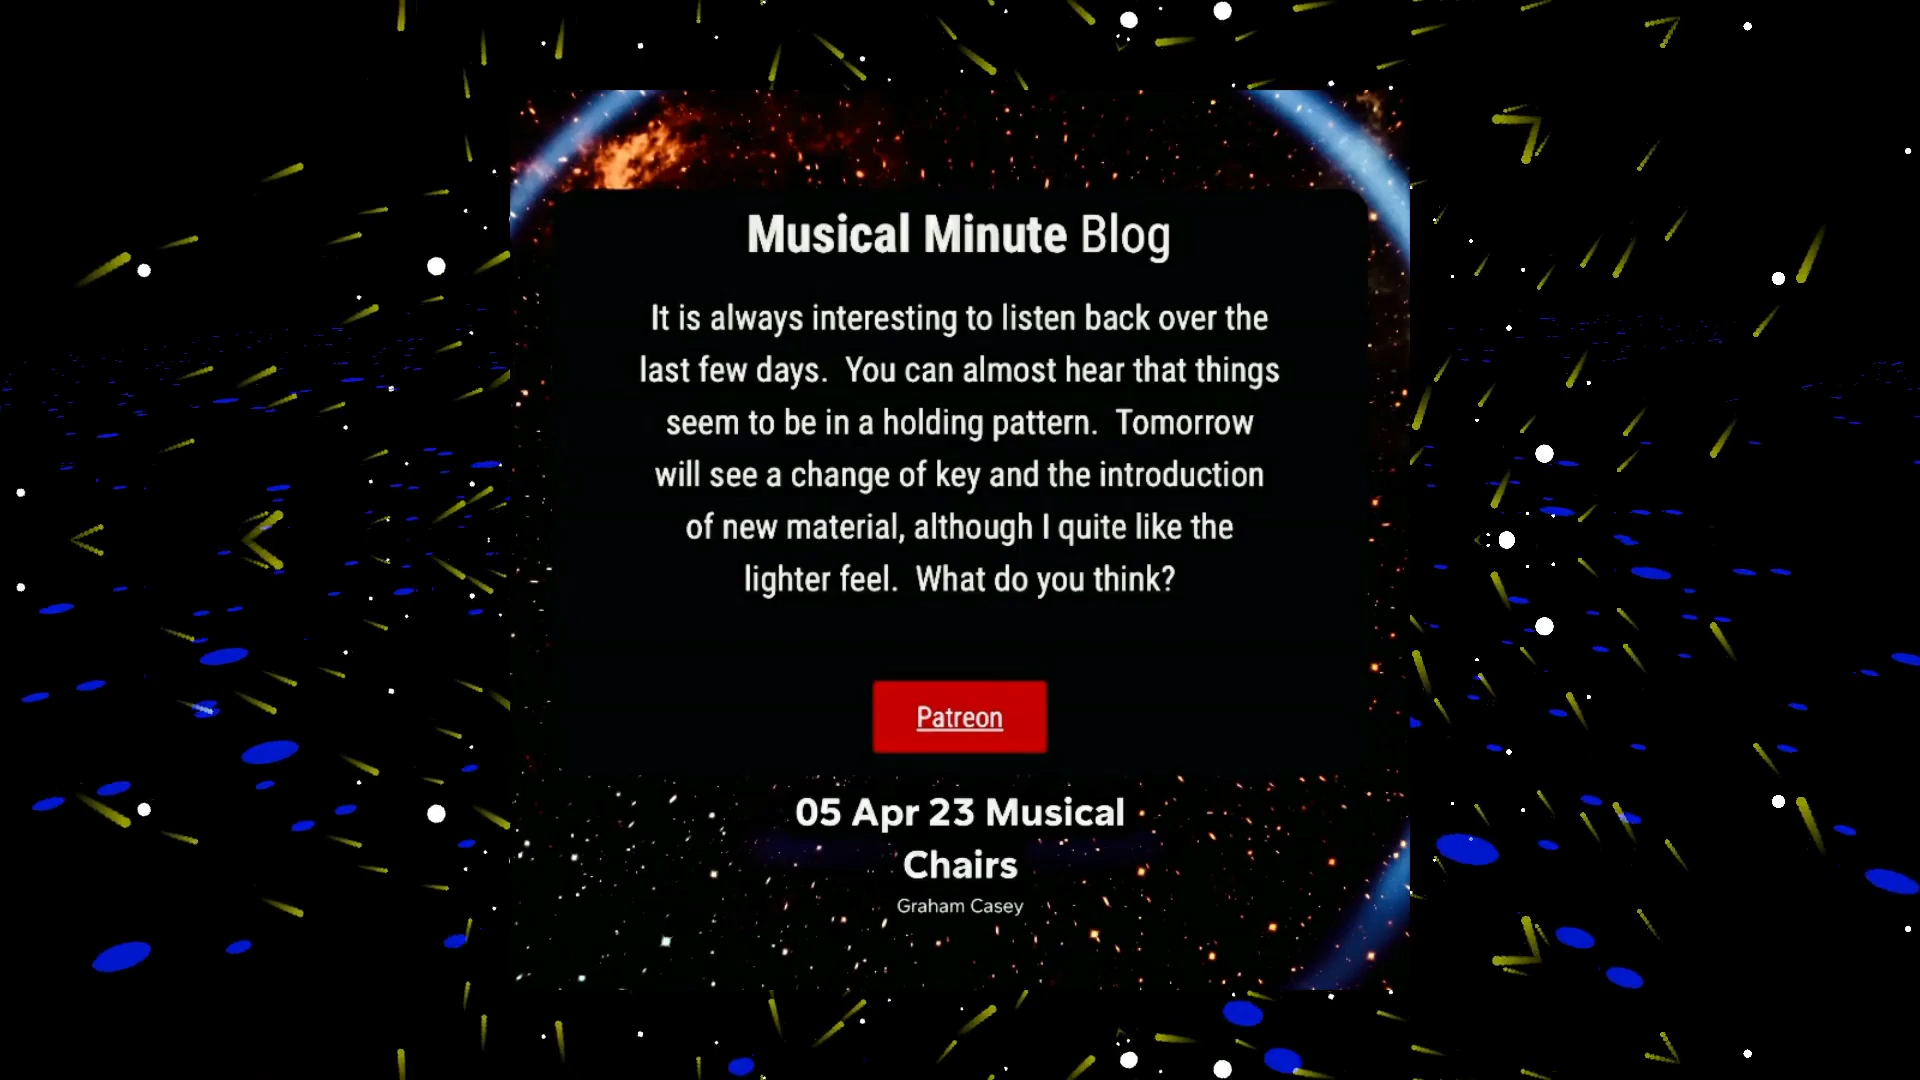 Musical Minute Blog
It is always interesting to listen back over the
last few days.  You can almost hear that things
seem to be in a holding pattern.  Tomorrow
will see a change of key and the introduction
of new material, although I quite like the
lighter feel.  What do you think?
Patreon
05 Apr 23 Musical
Chairs
Graham Casey